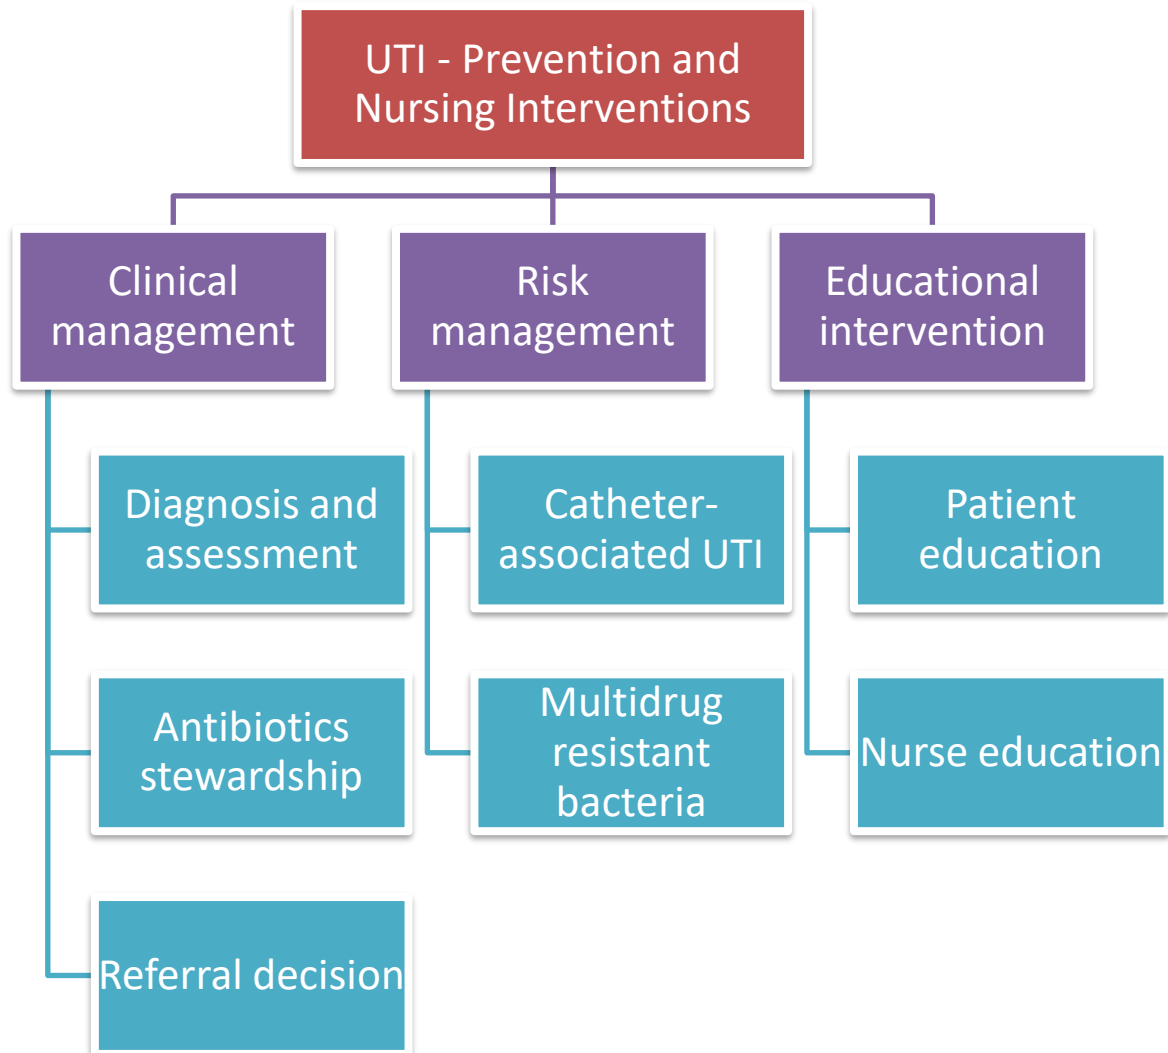 UTI - Prevention and
Nursing Interventions
Clinical
management
Risk
management
Educational
intervention
Diagnosis and
assessment
Catheter-
associated UTI
Patient
education
Antibiotics
stewardship
Multidrug
resistant
bacteria
Nurse education
Referral decision